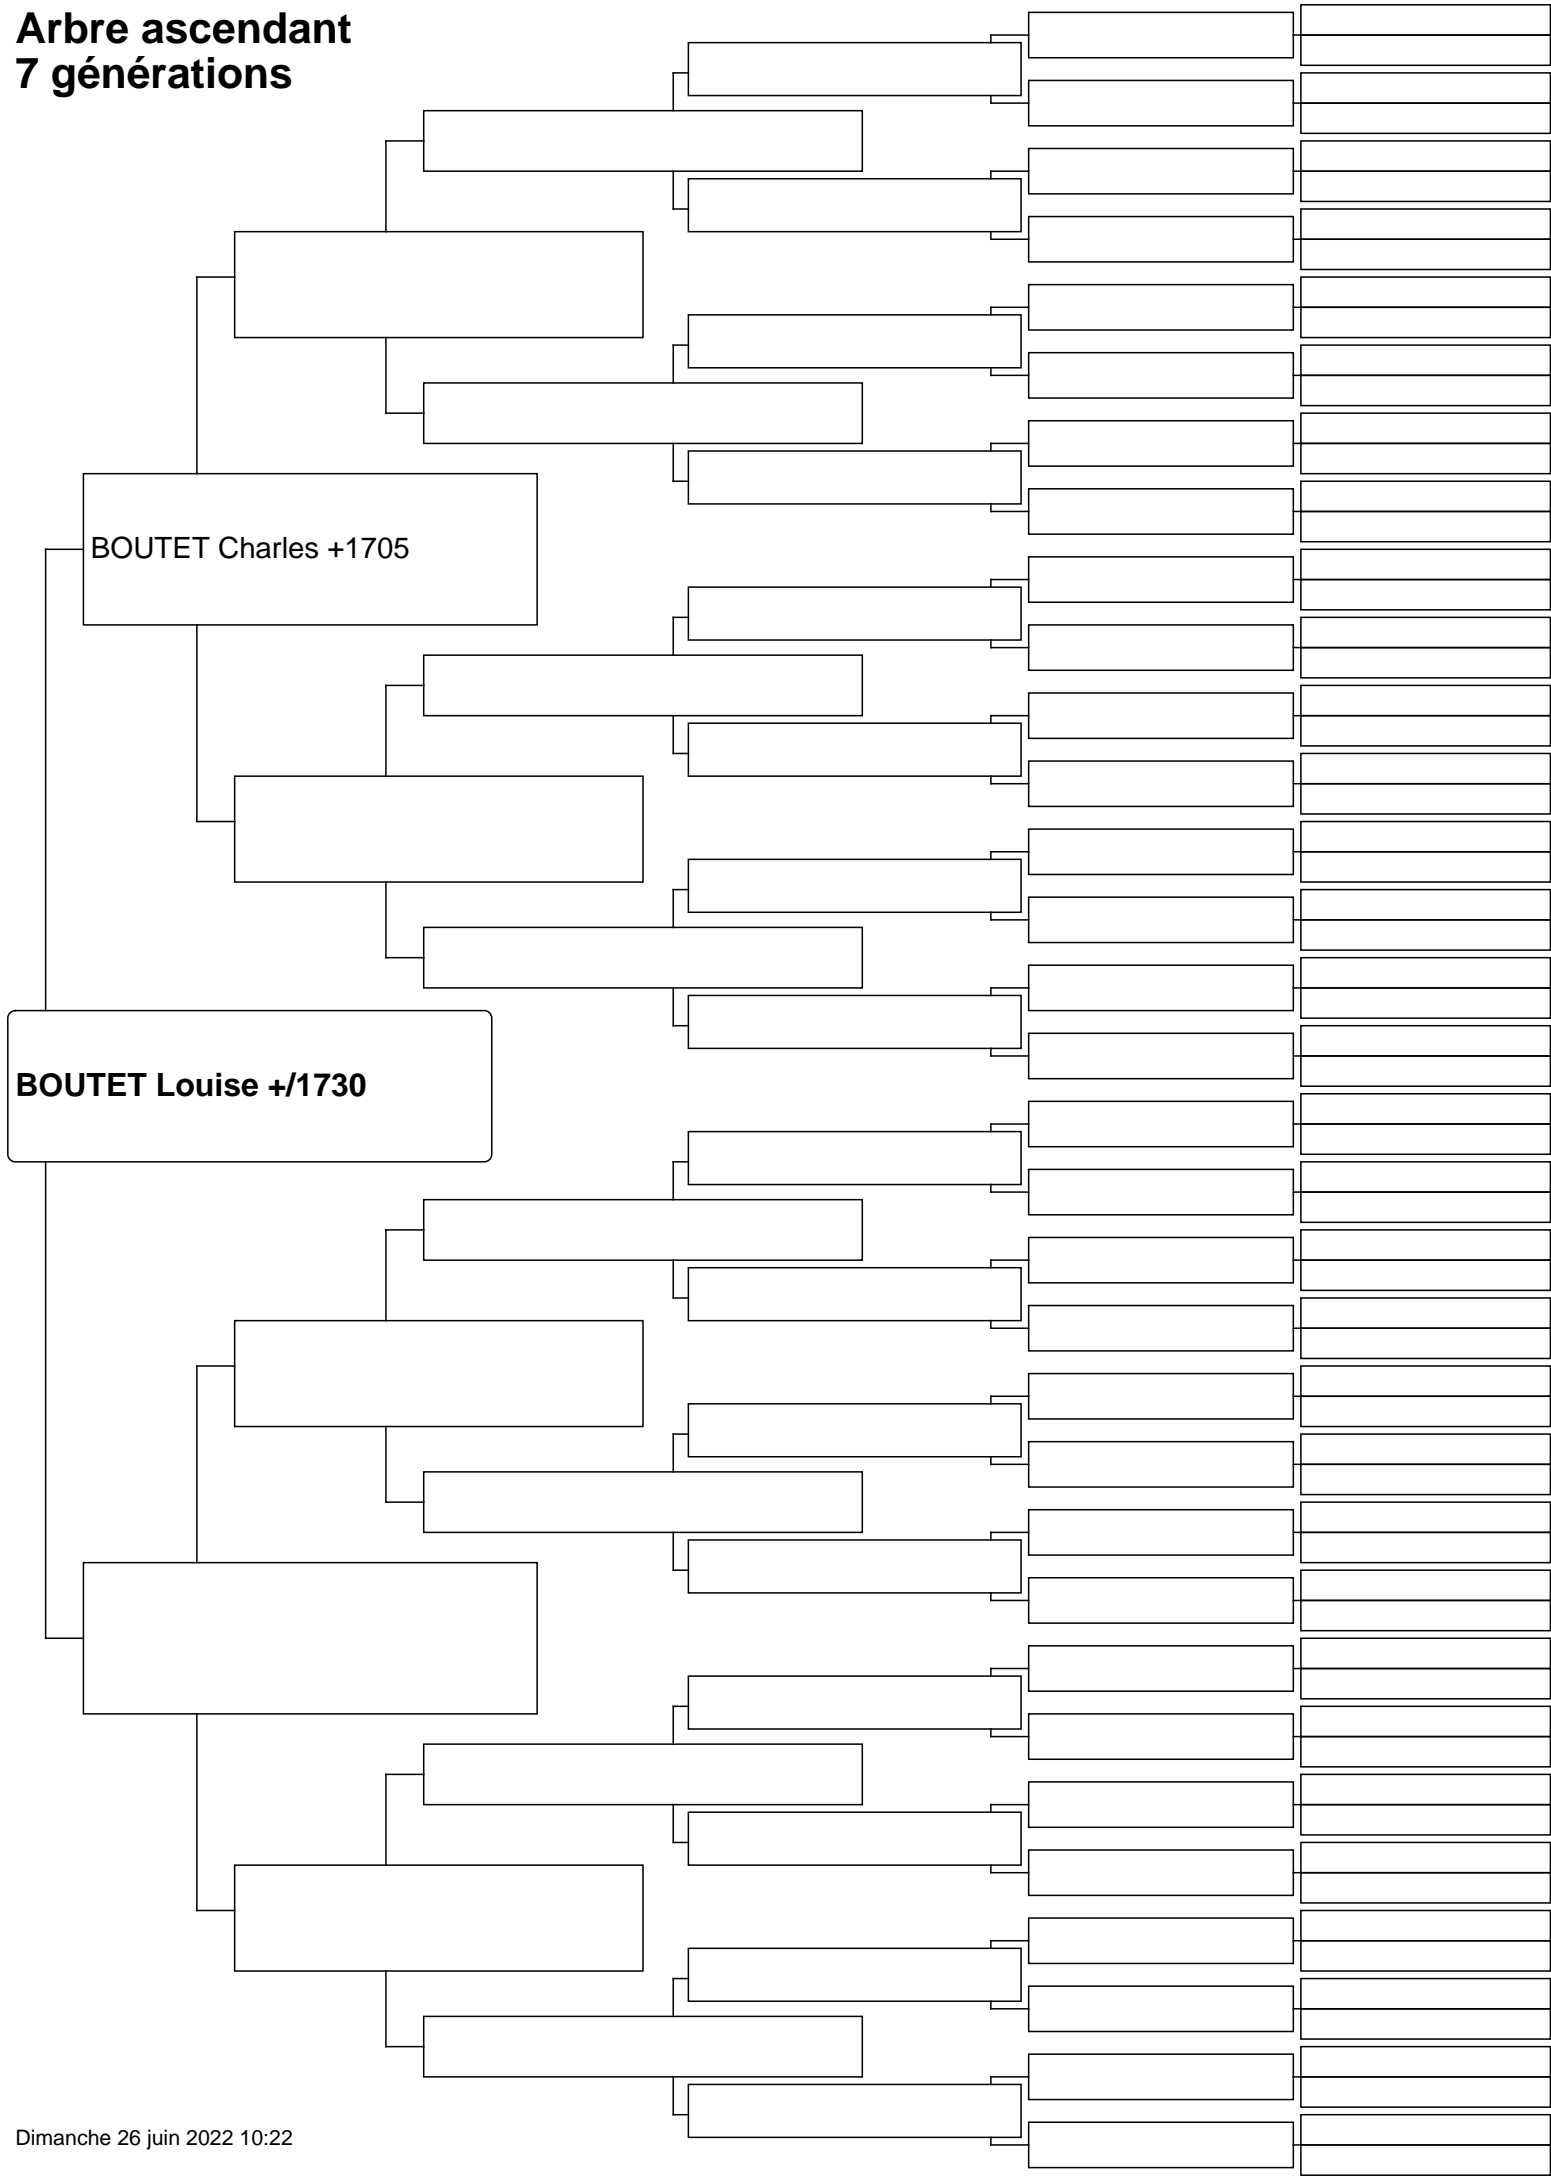 Arbre ascendant
7 générations
BOUTET Charles +1705
BOUTET Louise +/1730
Dimanche 26 juin 2022 10:22